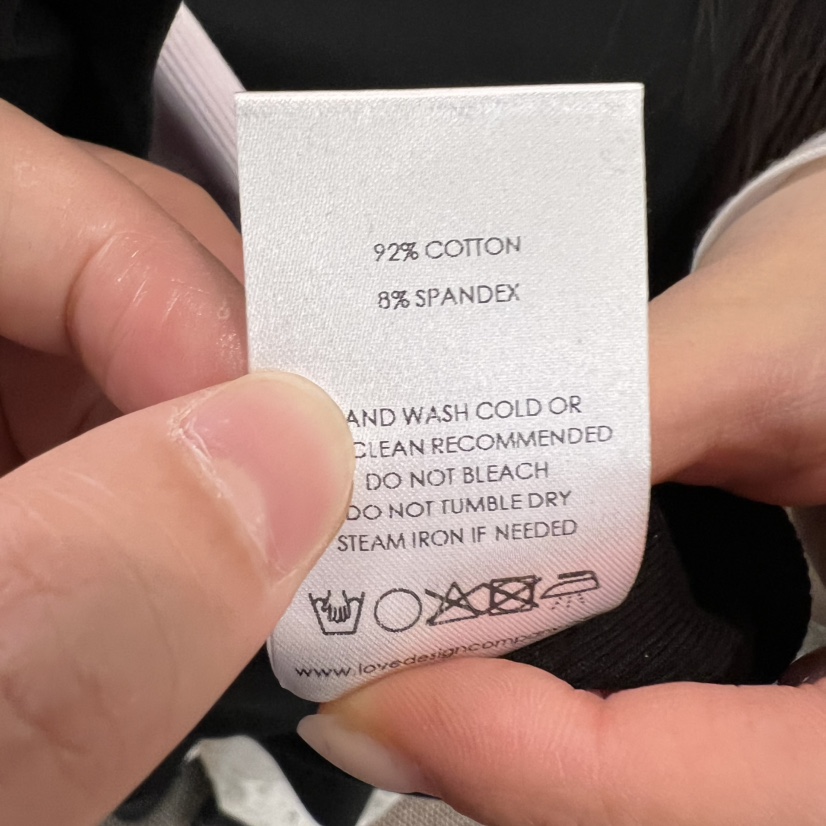 92% COTTON
8% SPANDEX
AND WASH COLD OR
CLEAN RECOMMENDED
DO NOT BLEACH
DO NOT TUMBLE DRY
STEAM IRON IF NEEDED
www.lovedesigncompan